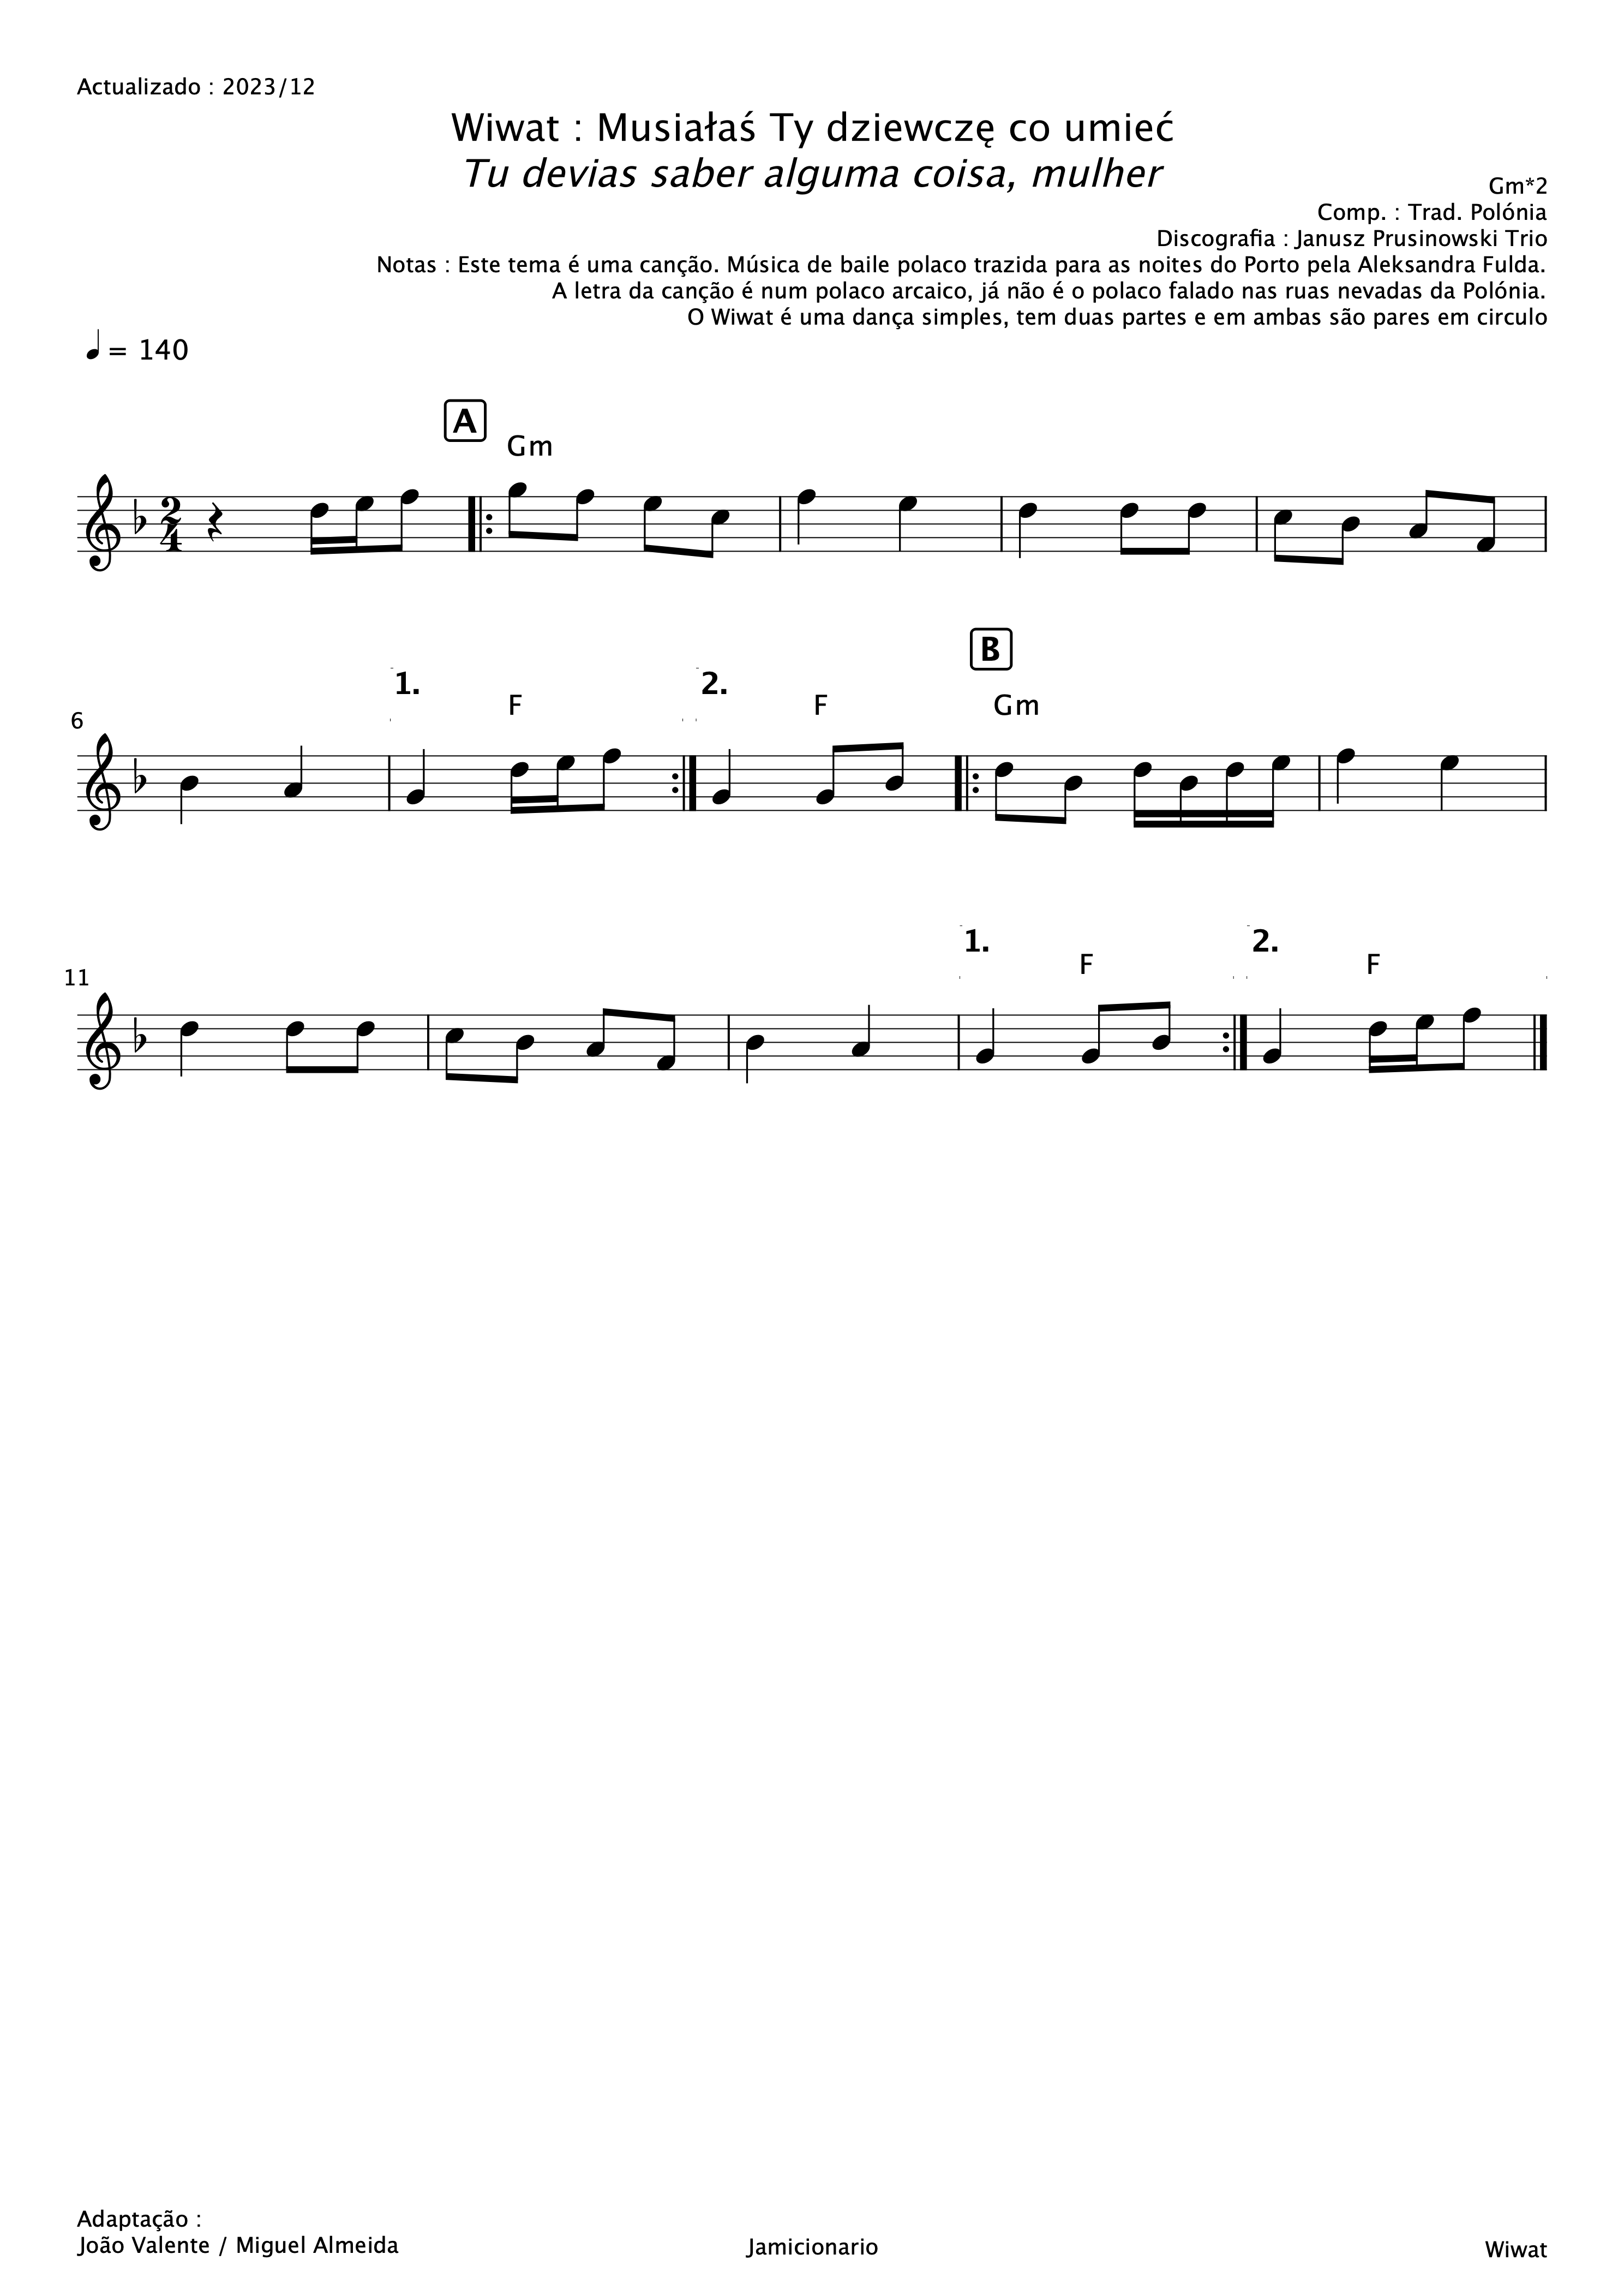 Actualizado : 2023/12
Wiwat : Musiałaś Ty dziewczę co umieć
Tu devias saber alguma coisa, mulher
Gm*2
Comp. : Trad. Polónia
Discografia : Janusz Prusinowski Trio
Notas : Este tema é uma canção. Música de baile polaco trazida para as noites do Porto pela Aleksandra Fulda.
A letra da canção é num polaco arcaico, já não é o polaco falado nas ruas nevadas da Polónia.
O Wiwat é uma dança simples, tem duas partes e em ambas são pares em circulo
= 140
A
Gm
2
4
B
1. 2.
F F Gm
6
1. 2.
F F
11
Adaptação :
João Valente / Miguel Almeida
Jamicionario
Wiwat